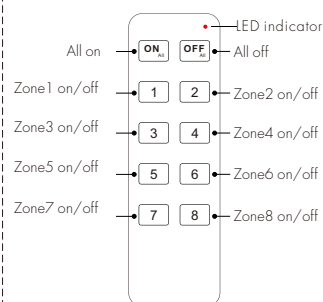 LED indicator
All on ON All OFF All All off
Zone1 on/off 1 2 Zone2 on/off
Zone3 on/off 3 4 Zone4 on/off
Zone5 on/off 5 6 Zone6 on/off
Zone7 on/off 7 8 Zone8 on/off